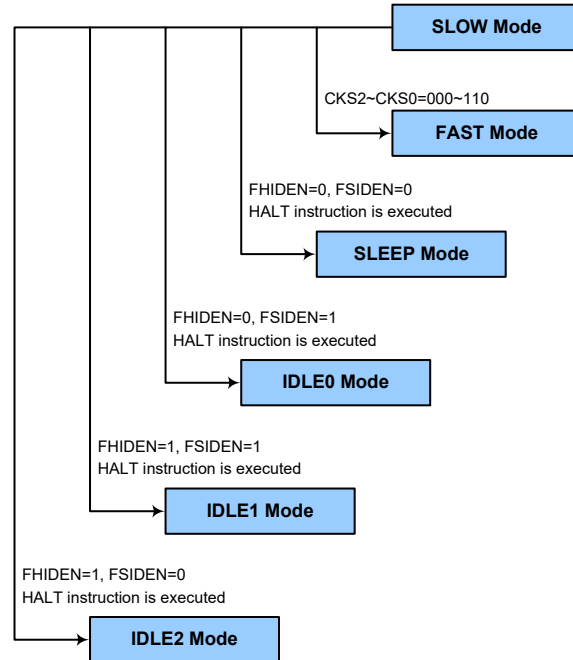 SLOW Mode
CKS2~CKS0=000~110
FAST Mode
FHIDEN=0, FSIDEN=0
HALT instruction is executed
SLEEP Mode
FHIDEN=0, FSIDEN=1
HALT instruction is executed
IDLE0 Mode
FHIDEN=1, FSIDEN=1
HALT instruction is executed
IDLE1 Mode
FHIDEN=1, FSIDEN=0
HALT instruction is executed
IDLE2 Mode